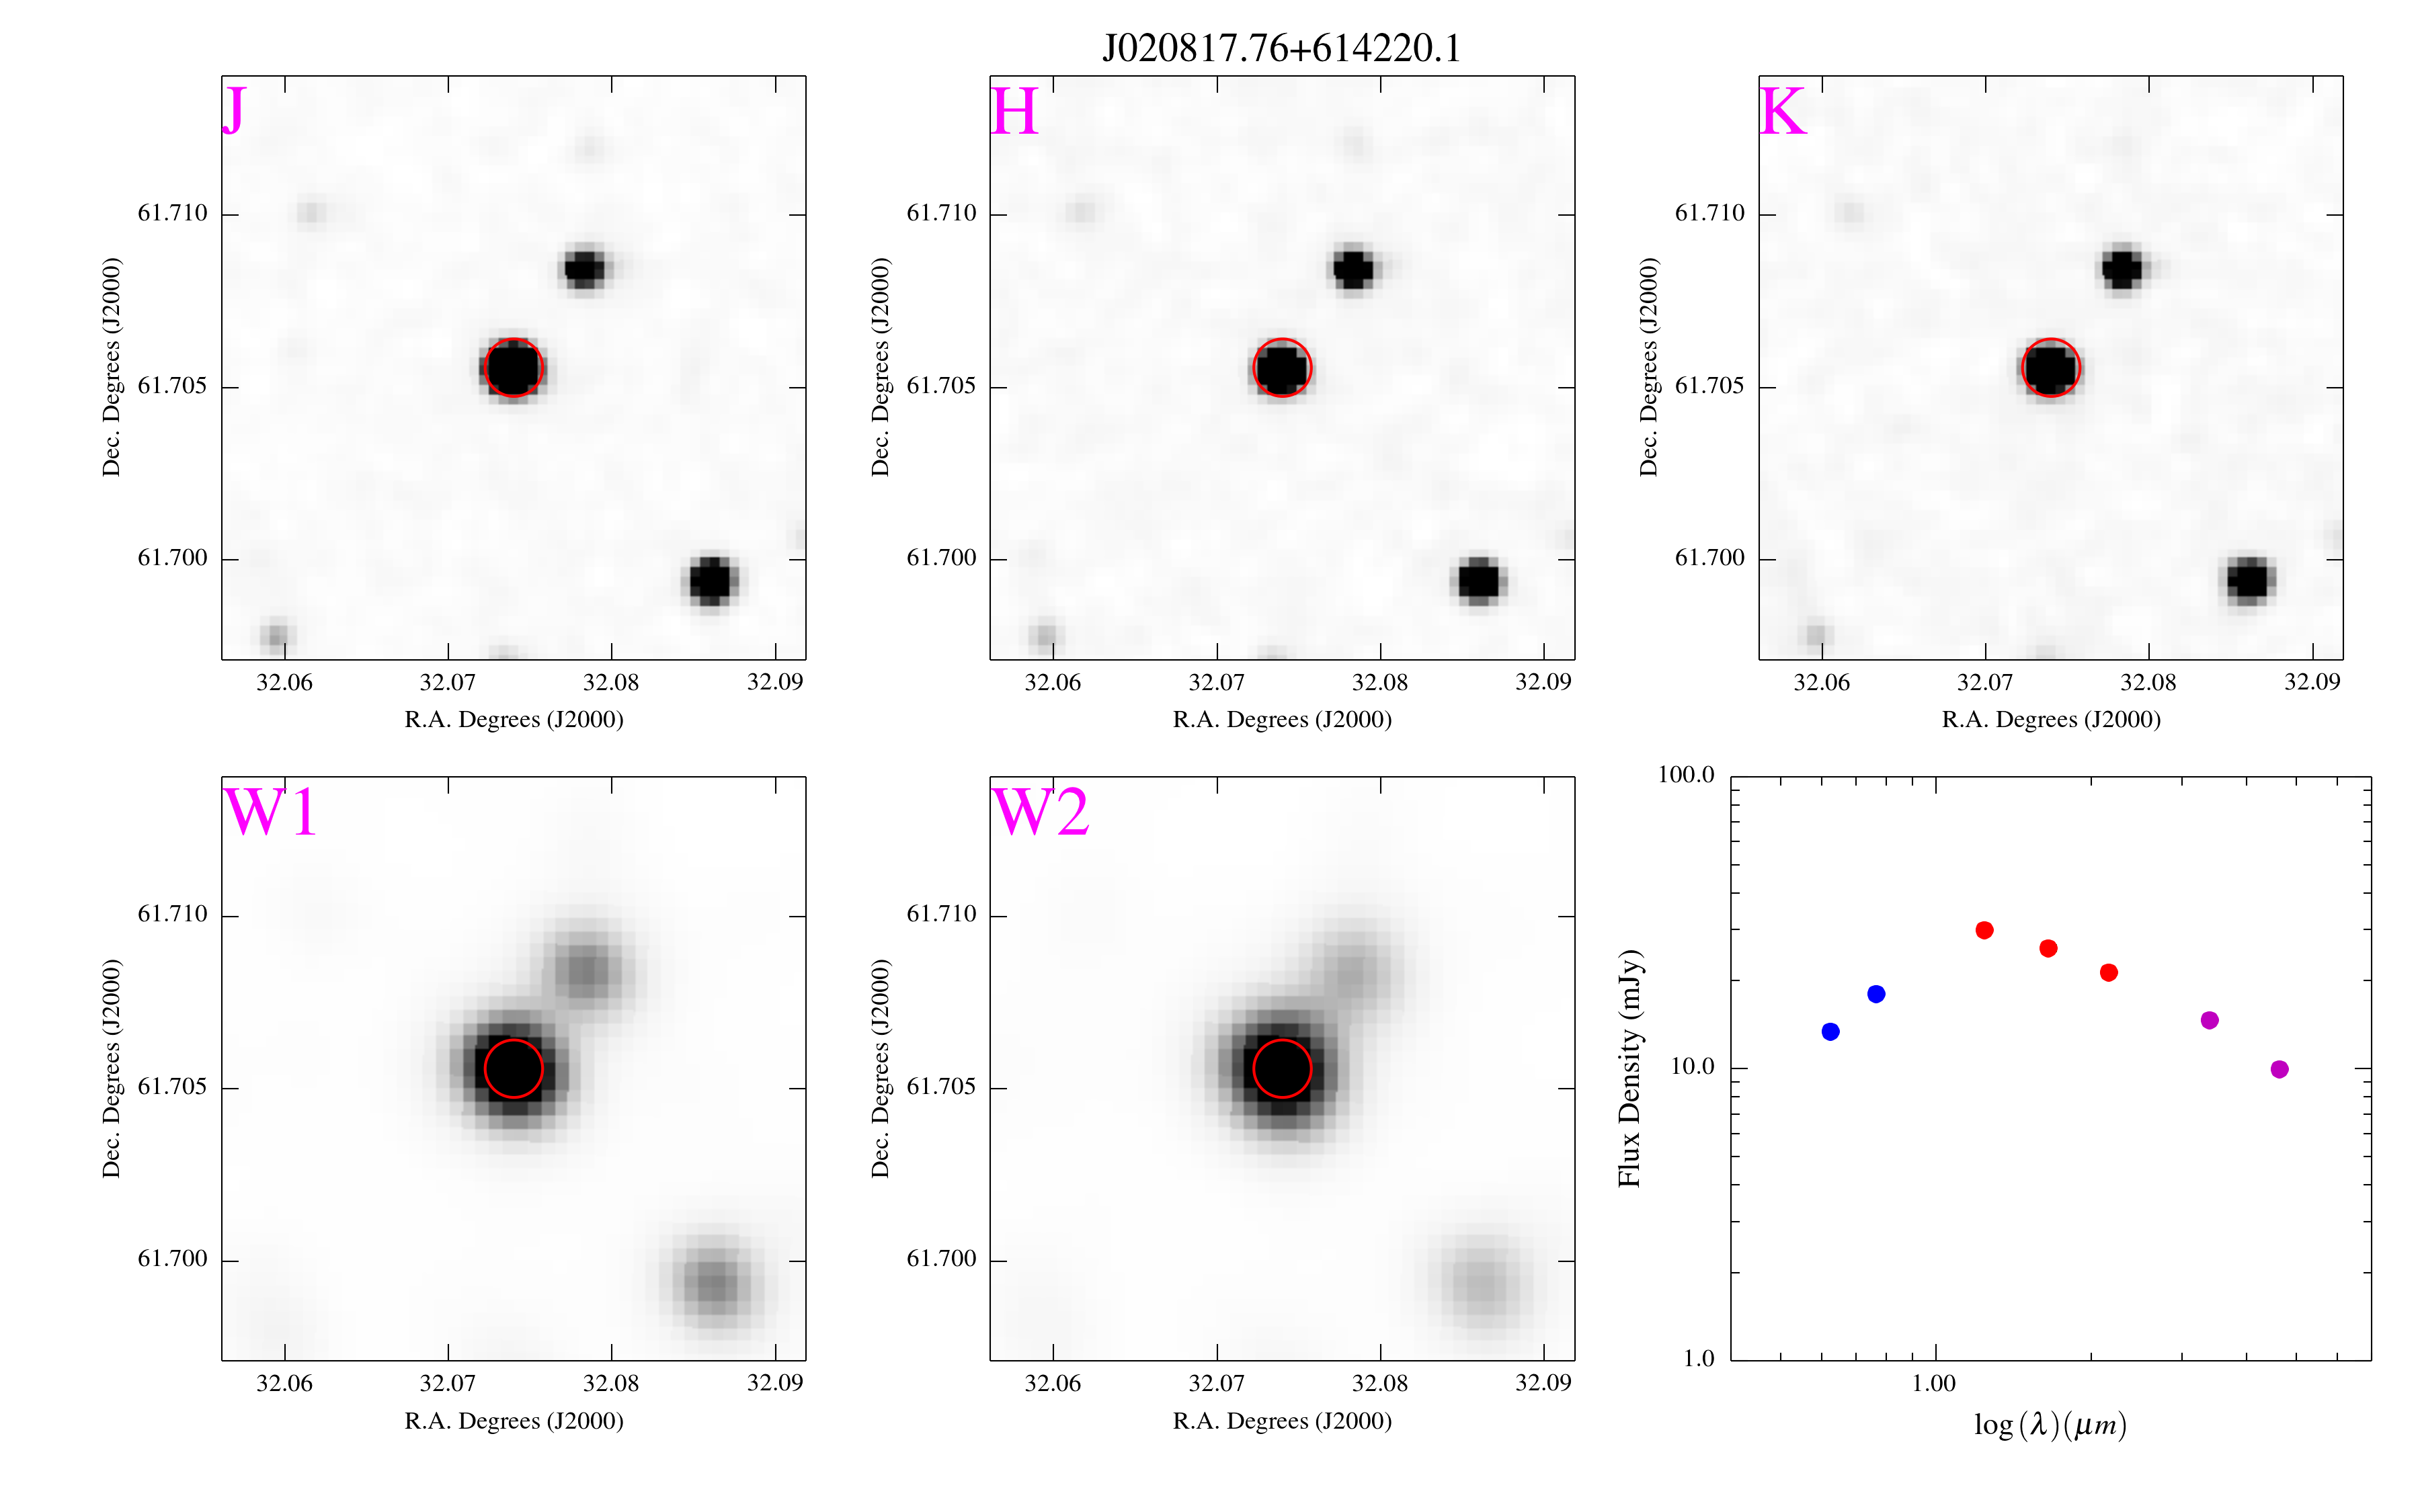 J020817.76+614220.1
J
61.710
61.705
61.700
Dec. Degrees (J2000)
32.06 32.07 32.08 32.09
R.A. Degrees (J2000)
H
61.710
61.705
61.700
Dec. Degrees (J2000)
32.06 32.07 32.08 32.09
R.A. Degrees (J2000)
K
61.710
61.705
61.700
Dec. Degrees (J2000)
32.06 32.07 32.08 32.09
R.A. Degrees (J2000)
W1
61.710
61.705
61.700
Dec. Degrees (J2000)
32.06 32.07 32.08 32.09
R.A. Degrees (J2000)
W2
61.710
61.705
61.700
Dec. Degrees (J2000)
32.06 32.07 32.08 32.09
R.A. Degrees (J2000)
100.0
10.0
1.0
Flux Density (mJy)
1.00
log(λ)(μm)